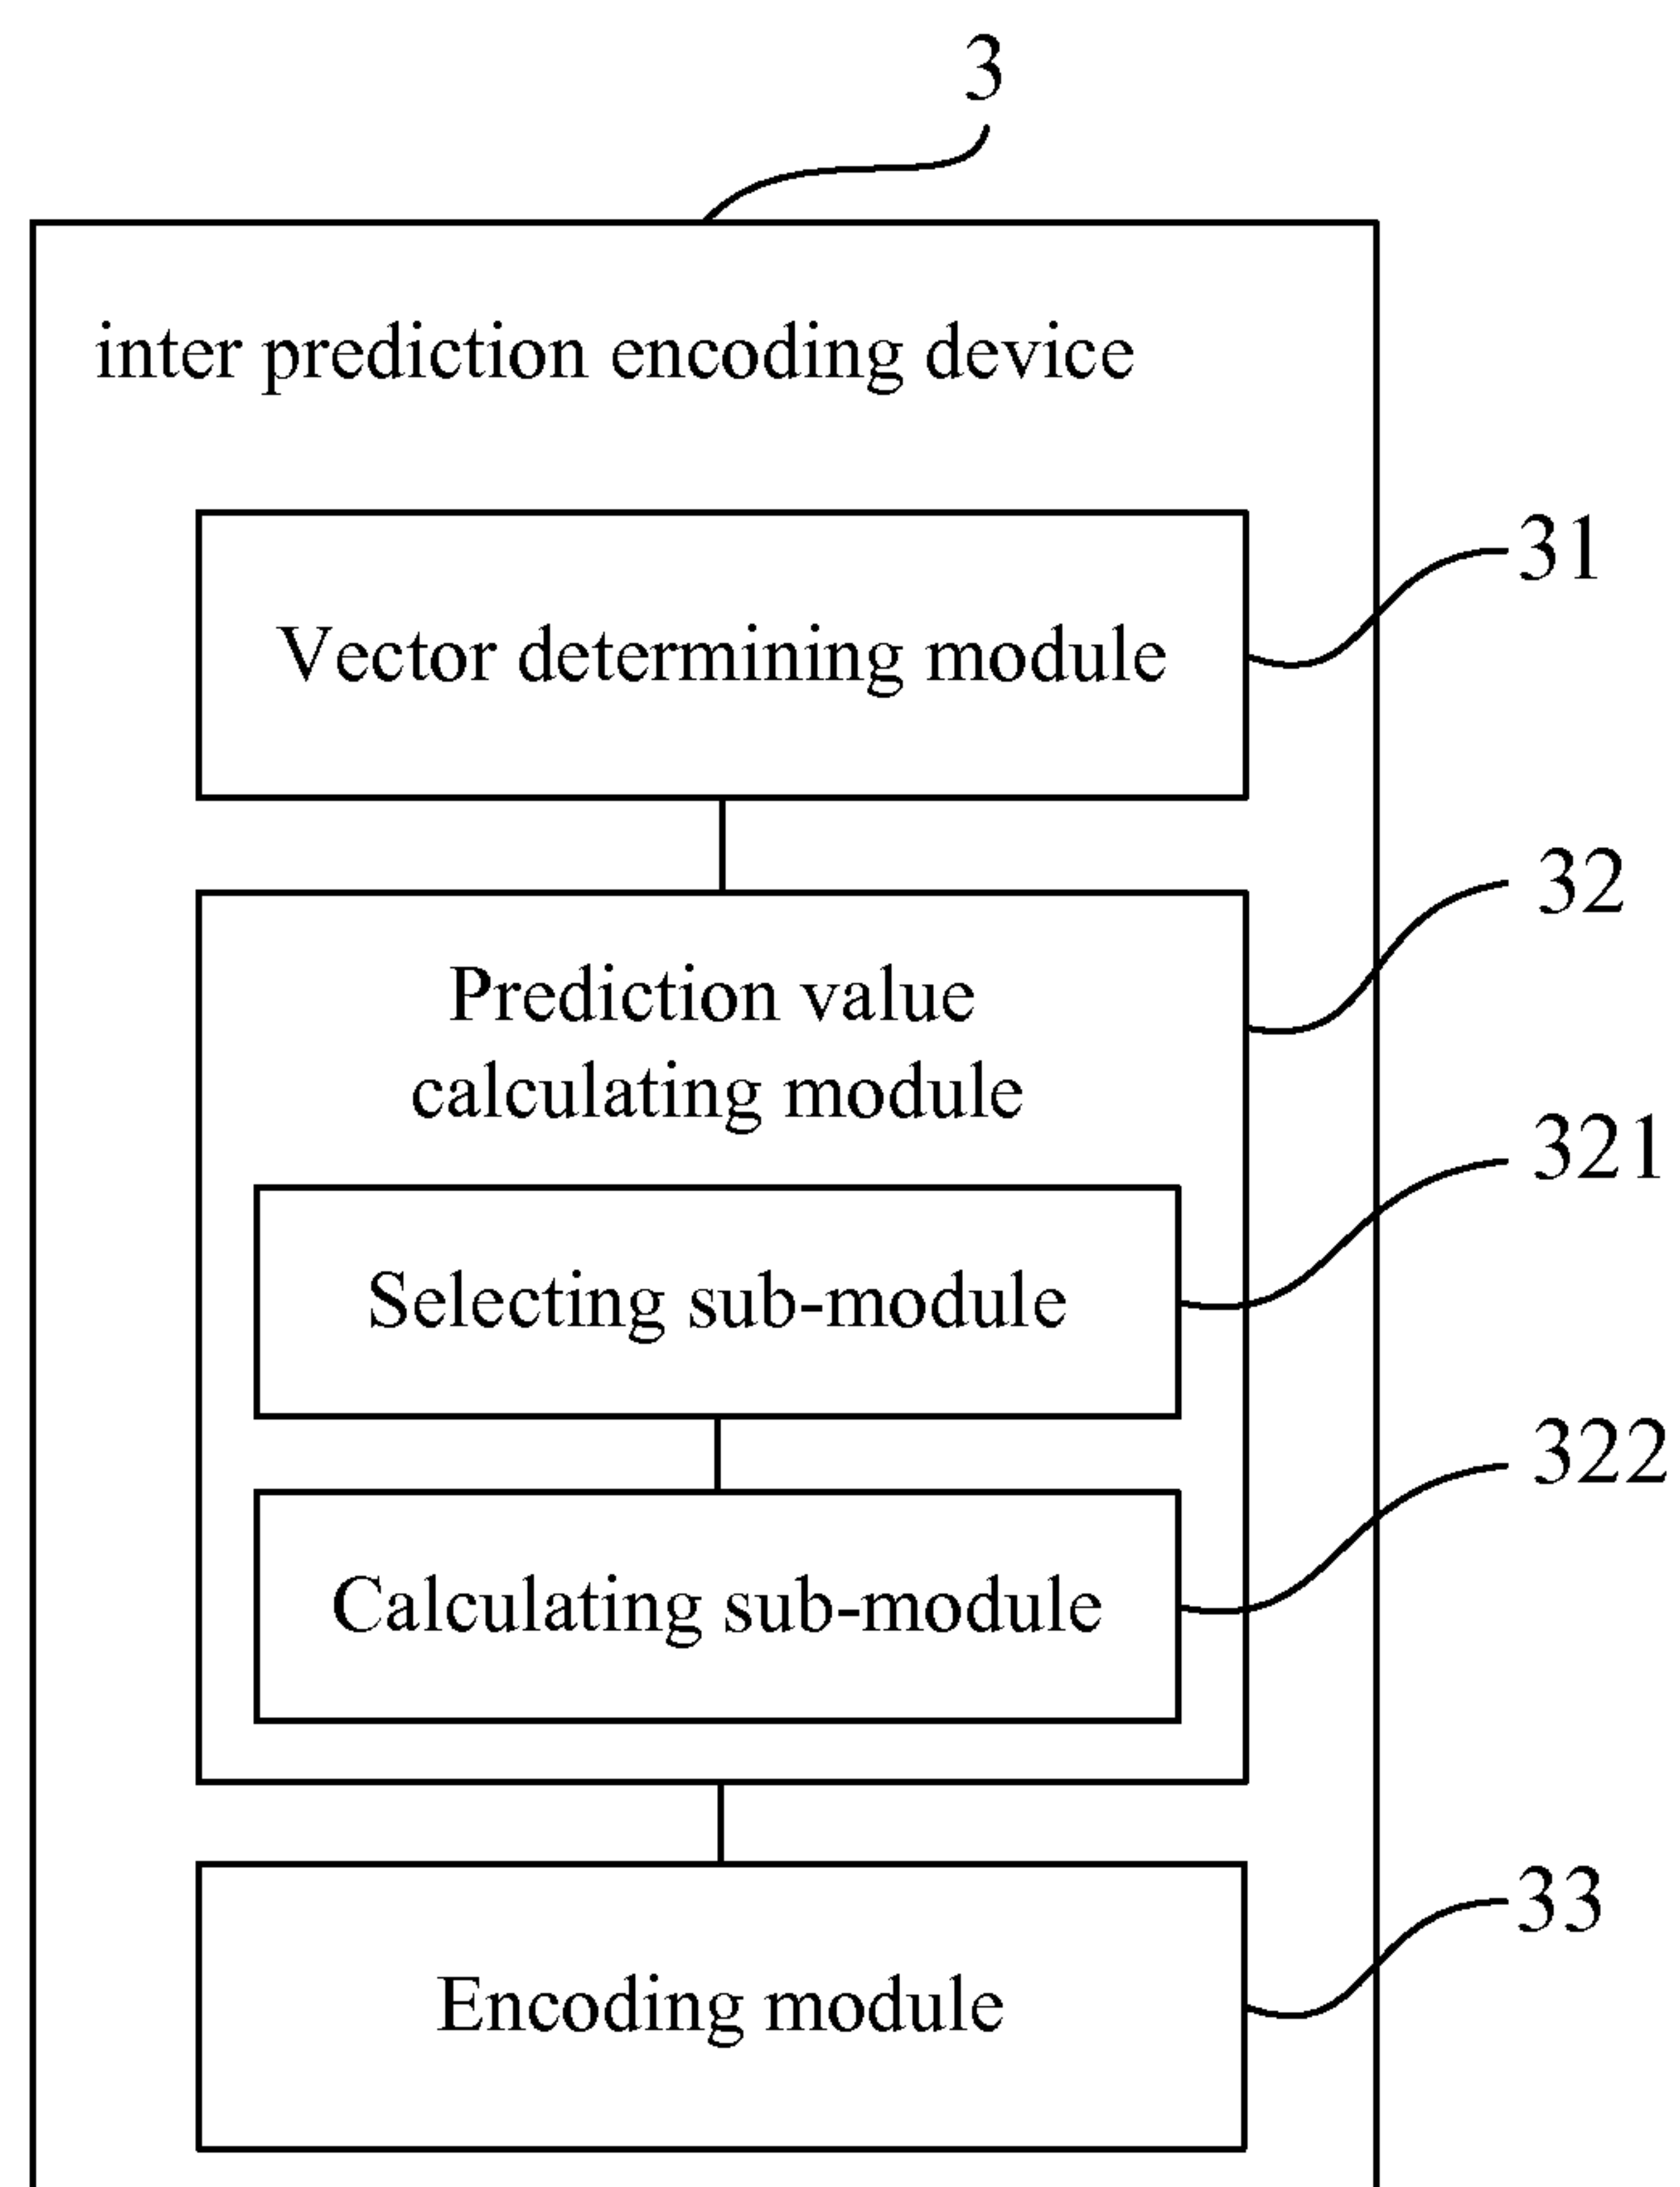 3
inter prediction encoding device
31
Vector determining module
32
Prediction value
calculating module
321
Selecting sub-module
322
Calculating sub-module
33
Encoding module